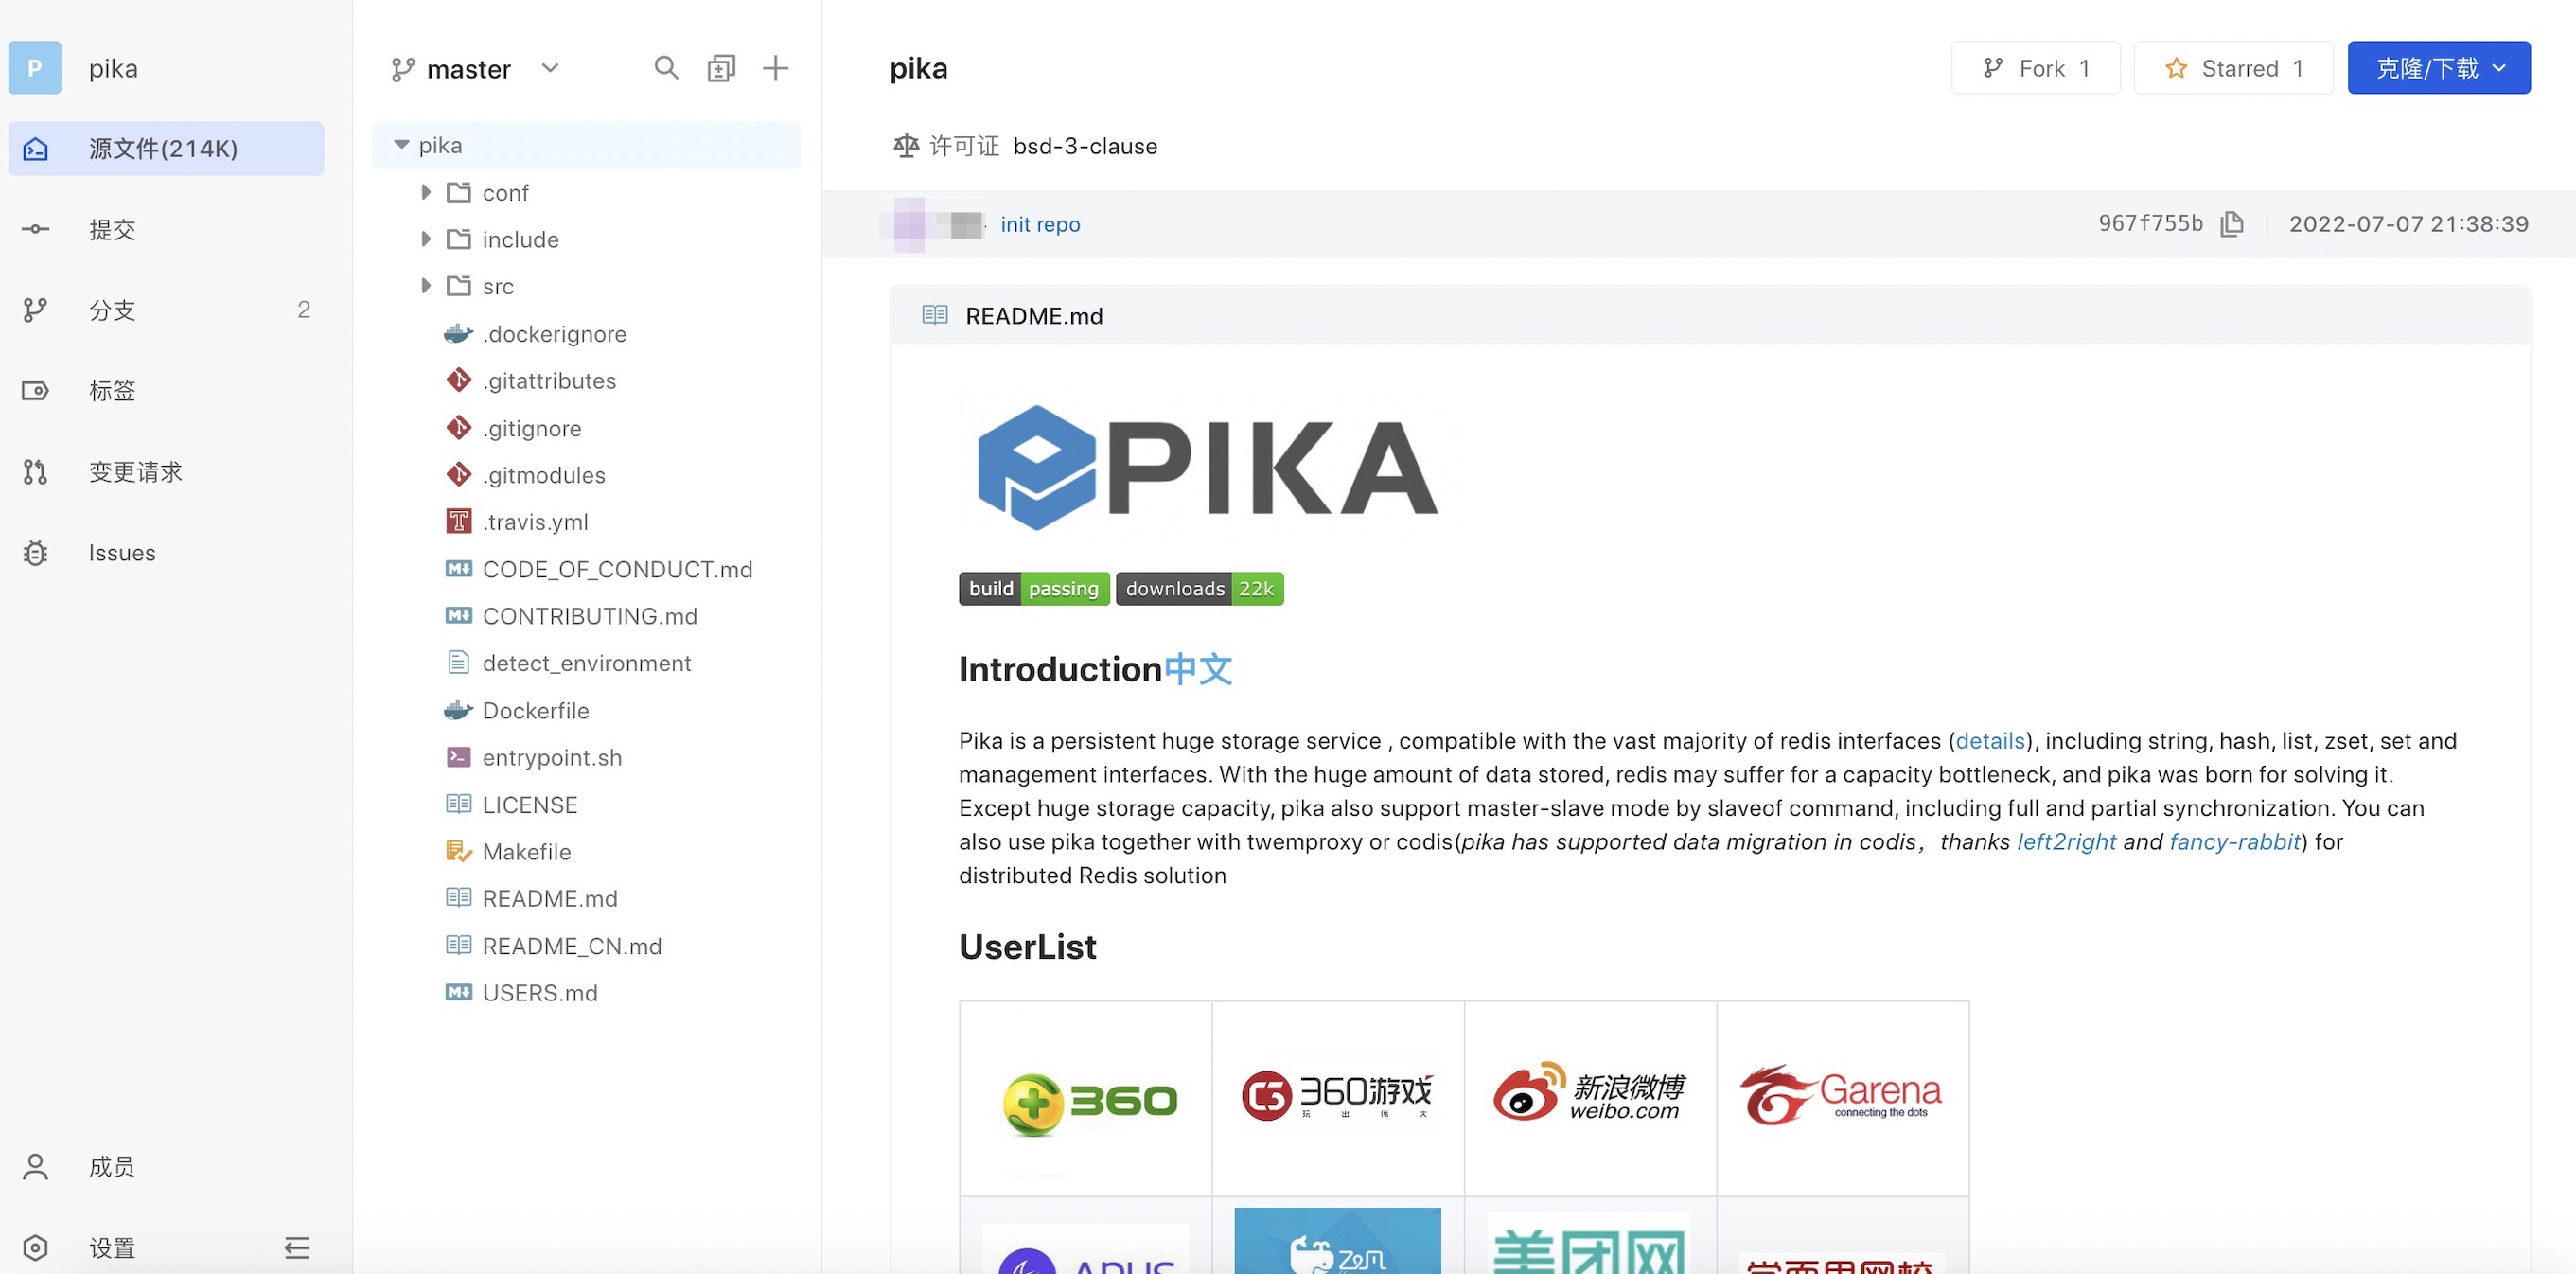 P pika
源文件(214K)
提交
分支 2
标签
变更请求
Issues
成员
设置
master
pika
conf
include
src
.dockerignore
.gitattributes
.gitignore
.gitmodules
.travis.yml
CODE_OF_CONDUCT.md
CONTRIBUTING.md
detect_environment
Dockerfile
entrypoint.sh
LICENSE
Makefile
README.md
README_CN.md
USERS.md
pika
Fork 1
Starred 1
克隆/下载
许可证 bsd-3-clause
init repo
967f755b
2022-07-07 21:38:39
README.md
PIKA
build passing downloads 22k
Introduction中文
Pika is a persistent huge storage service , compatible with the vast majority of redis interfaces (details), including string, hash, list, zset, set and
management interfaces. With the huge amount of data stored, redis may suffer for a capacity bottleneck, and pika was born for solving it.
Except huge storage capacity, pika also support master-slave mode by slaveof command, including full and partial synchronization. You can
also use pika together with twemproxy or codis(pika has supported data migration in codis，thanks left2right and fancy-rabbit) for
distributed Redis solution
UserList
360
360游戏
玩出伟大
新浪微博
weibo.com
Garena
connecting the dots
APUS
美团网
学而思网校